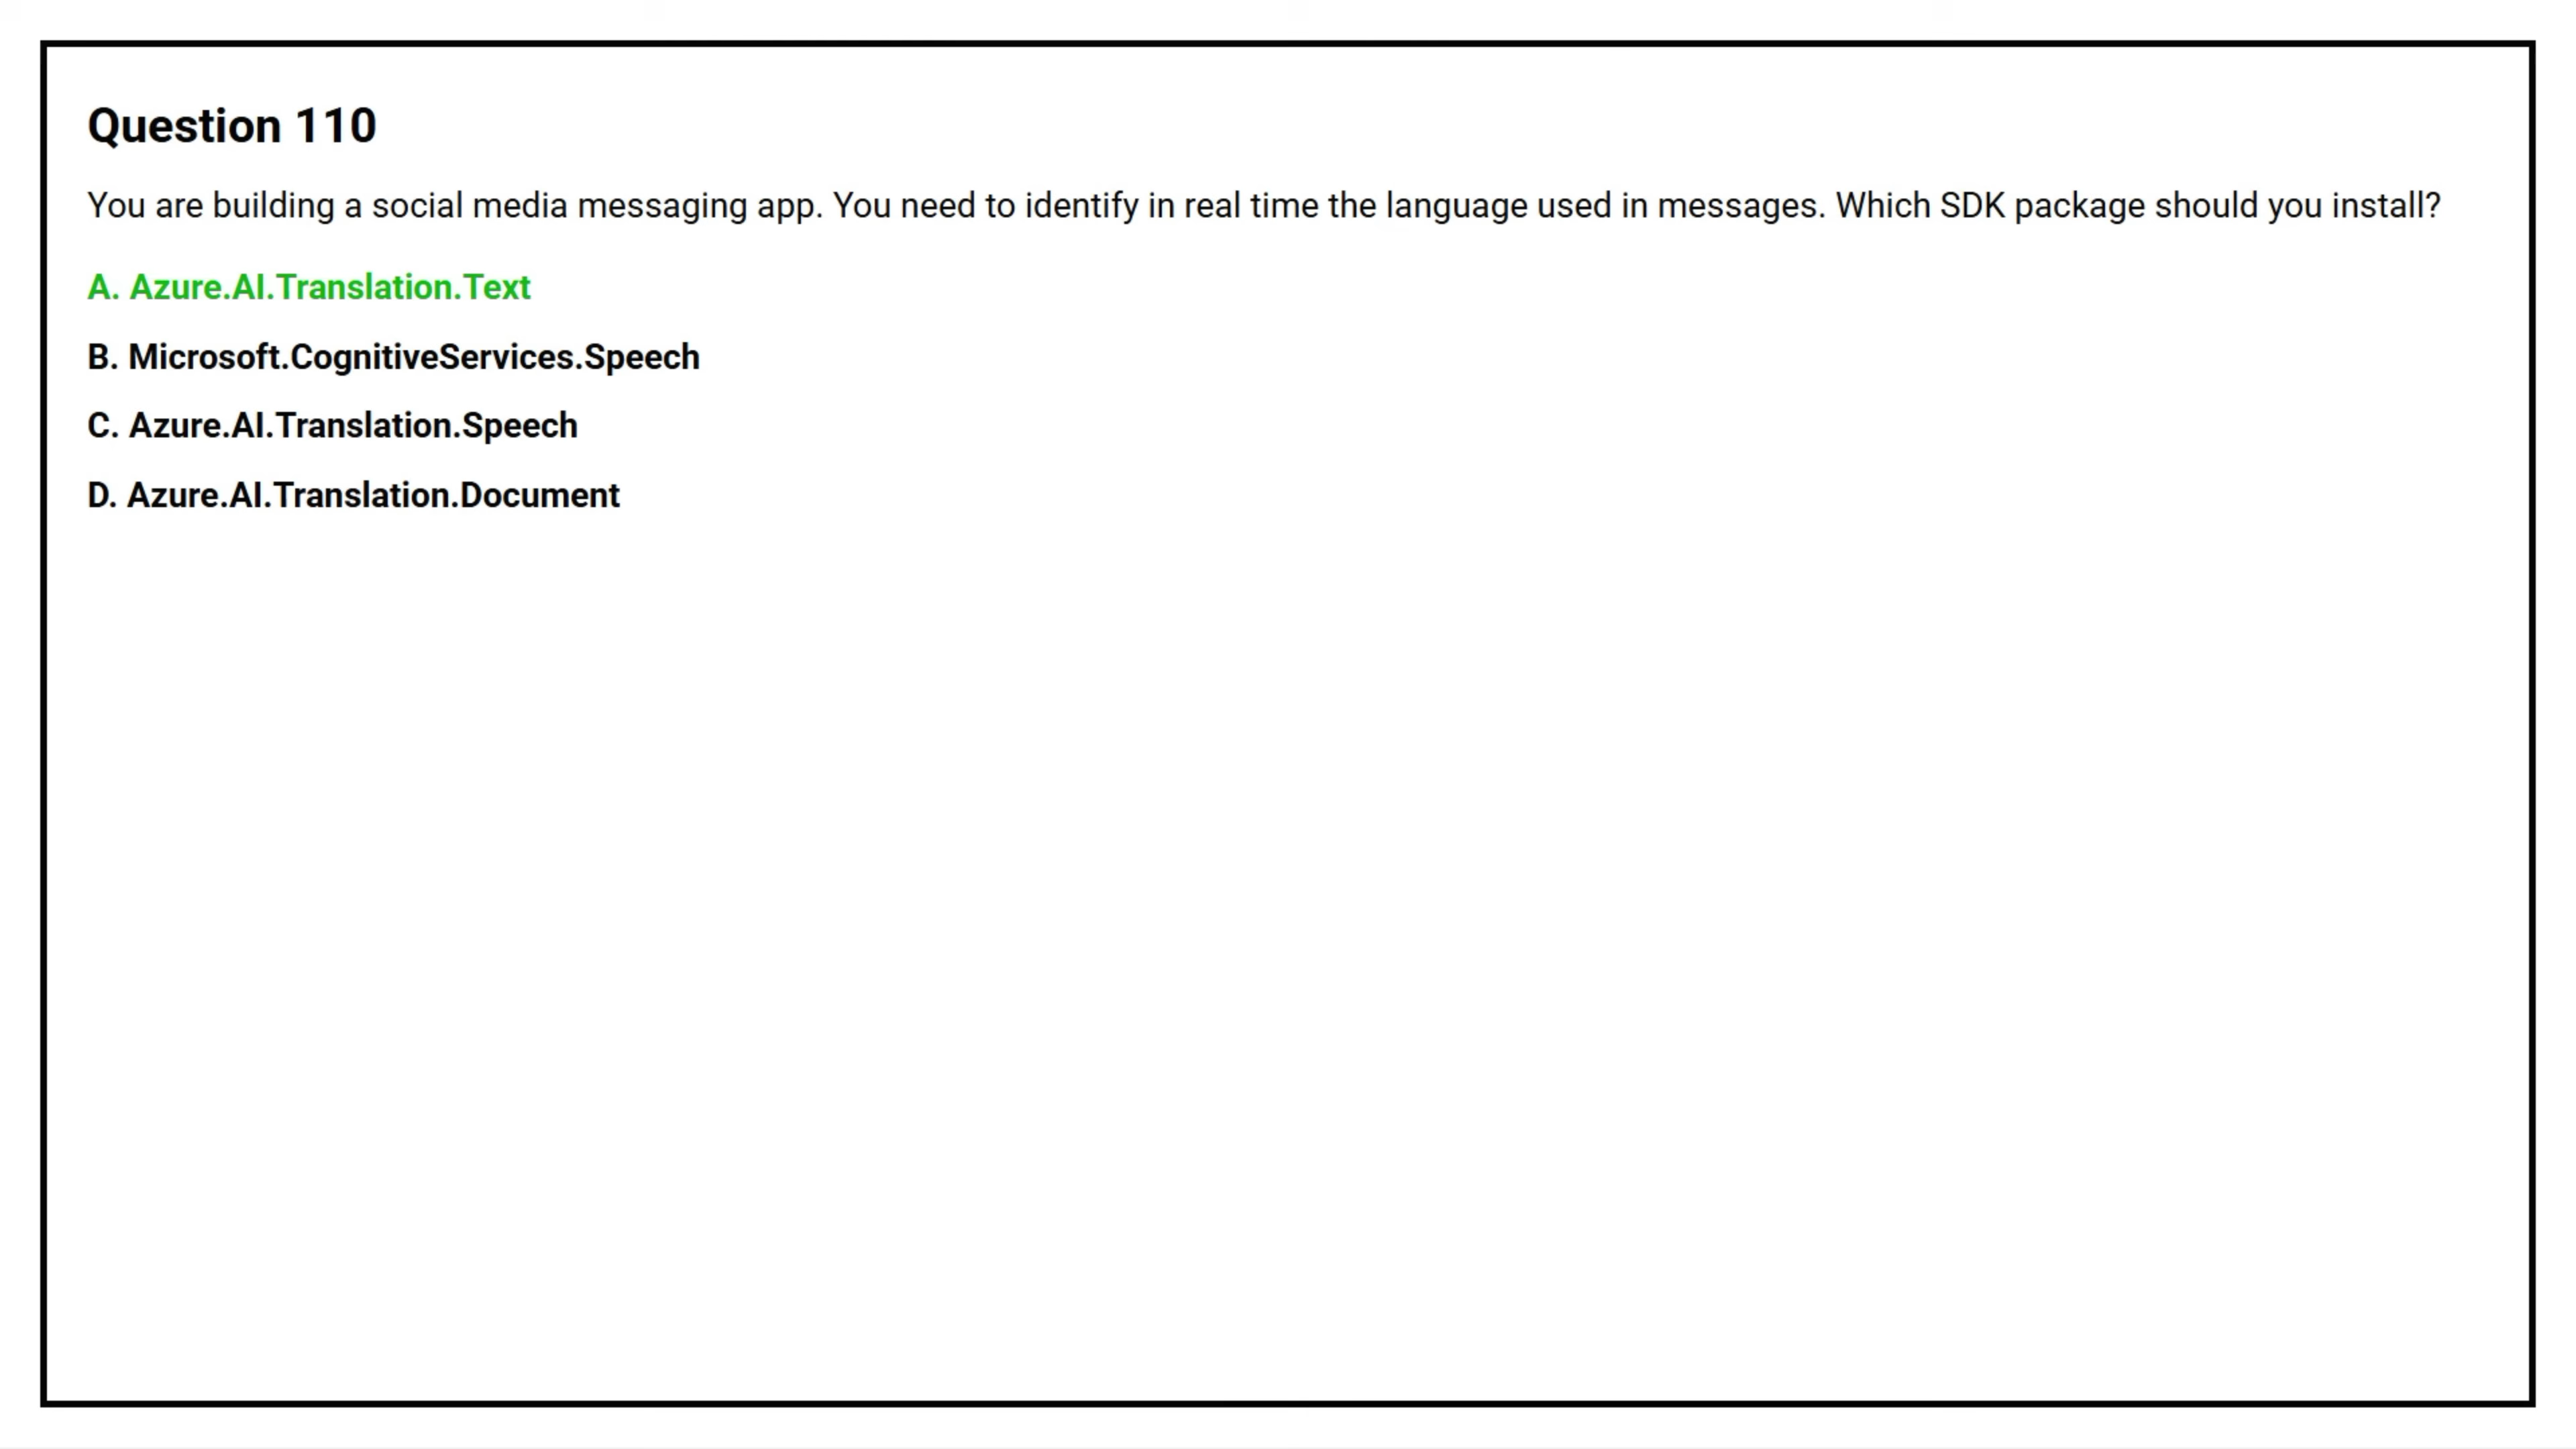 Question 110
You are building a social media messaging app. You need to identify in real time the language used in messages. Which SDK package should you install?
A. Azure.AI.Translation.Text
B. Microsoft.CognitiveServices.Speech
C. Azure.AI.Translation.Speech
D. Azure.AI.Translation.Document